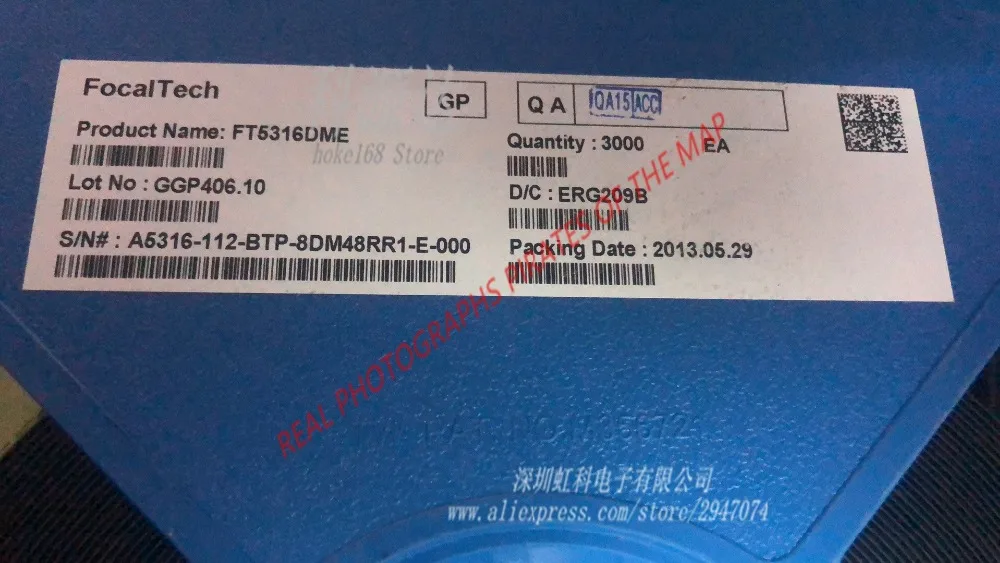 FocalTech
GP
QA
QA15 ACC
Product Name: FT5316DME
hoke168 Store
Quantity : 3000 EA
Lot No : GGP406.10
D/C : ERG209B
S/N# : A5316-112-BTP-8DM48RR1-E-000
Packing Date : 2013.05.29
REAL PHOTOGRAPHS PIRATES OF THE MAP
深圳虹科电子有限公司
www.aliexpress.com/store/2947074